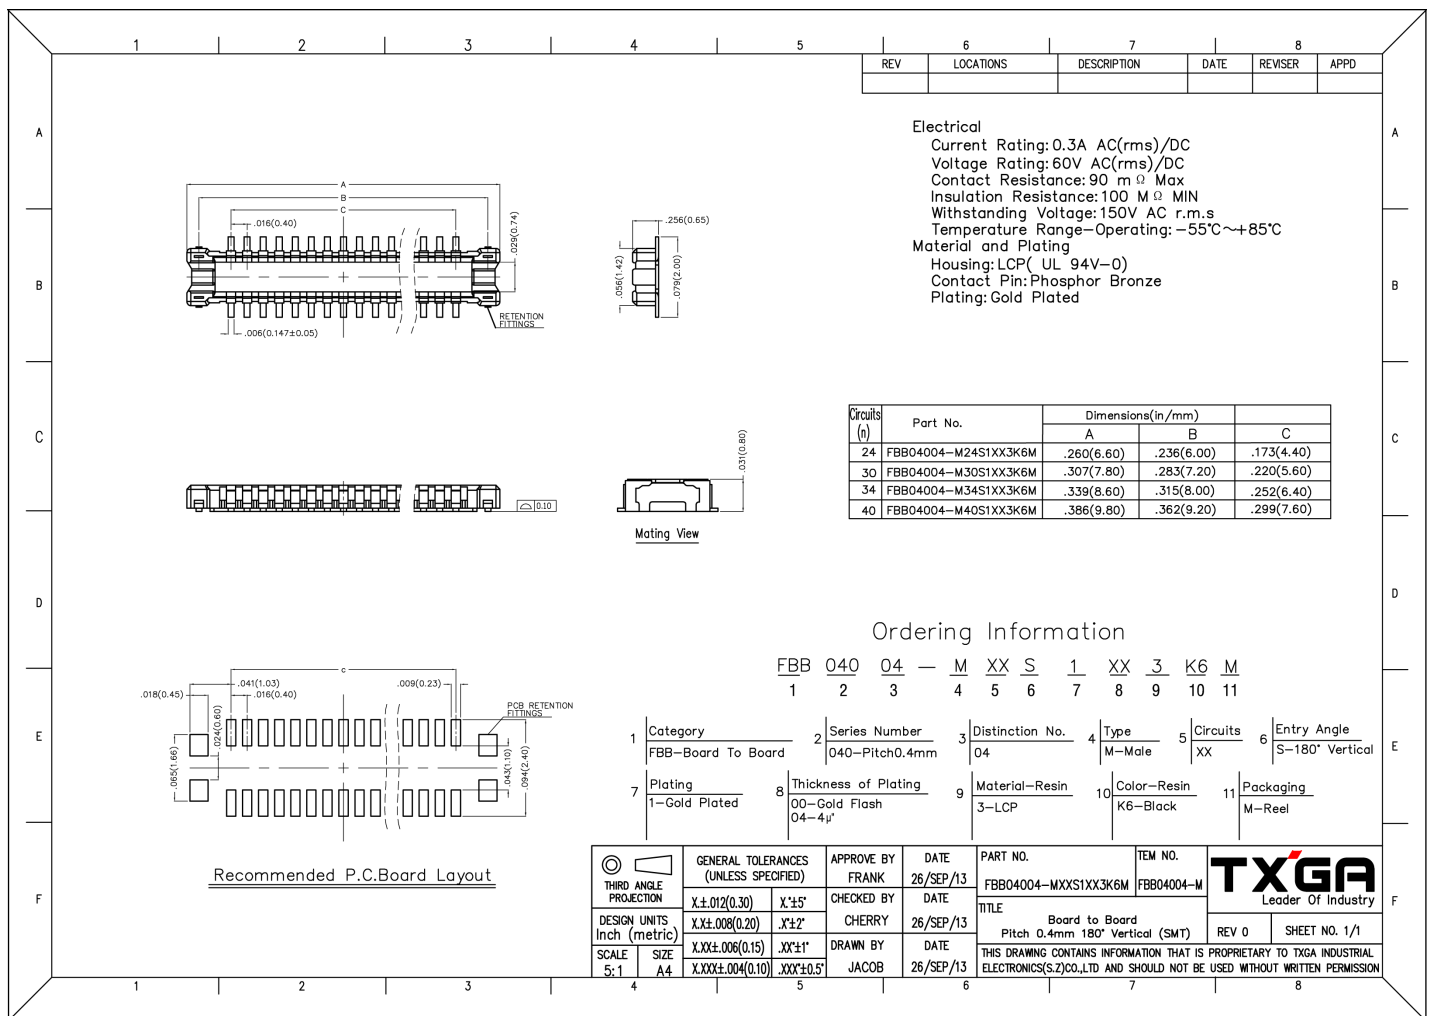 1 2 3 4 5 6 7 8
REV LOCATIONS DESCRIPTION DATE REVISER APPD
A A
B B
C C
D D
E E
F F
Electrical
Current Rating:0.3A AC(rms)/DC
Voltage Rating:60V AC(rms)/DC
Contact Resistance:90 mΩ Max
Insulation Resistance:100 MΩ MIN
Withstanding Voltage:150V AC r.m.s
Temperature Range-Operating:-55℃~+85℃
Material and Plating
Housing:LCP( UL 94V-0)
Contact Pin:Phosphor Bronze
Plating:Gold Plated
A
B
C
.016(0.40)
.029(0.74)
.006(0.147±0.05)
RETENTION
FITTINGS
.256(0.65)
.056(1.42)
.079(2.00)
0.10
.031(0.80)
Mating View
Circuits
(n) Part No. Dimensions(in/mm)
A B C
24 FBB04004-M24S1XX3K6M .260(6.60) .236(6.00) .173(4.40)
30 FBB04004-M30S1XX3K6M .307(7.80) .283(7.20) .220(5.60)
34 FBB04004-M34S1XX3K6M .339(8.60) .315(8.00) .252(6.40)
40 FBB04004-M40S1XX3K6M .386(9.80) .362(9.20) .299(7.60)
c
.041(1.03)
.009(0.23)
.018(0.45)
.016(0.40)
.024(0.60)
.065(1.66)
PCB RETENTION
FITTINGS
.043(1.10)
.094(2.40)
Recommended P.C.Board Layout
Ordering Information
FBB 040 04 - M XX S 1 XX 3 K6 M
1 2 3 4 5 6 7 8 9 10 11
1 Category
FBB-Board To Board
2 Series Number
040-Pitch0.4mm
3 Distinction No.
04
4 Type
M-Male
5 Circuits
XX
6 Entry Angle
S-180° Vertical
7 Plating
1-Gold Plated
8 Thickness of Plating
00-Gold Flash
04-4μ"
9 Material-Resin
3-LCP
10 Color-Resin
K6-Black
11 Packaging
M-Reel
THIRD ANGLE
PROJECTION
DESIGN UNITS
Inch (metric)
SCALE SIZE
5:1 A4
GENERAL TOLERANCES
(UNLESS SPECIFIED)
X.±.012(0.30) X.°±5°
X.X±.008(0.20) .X°±2°
X.XX±.006(0.15) .XX°±1°
X.XXX±.004(0.10) .XXX°±0.5°
APPROVE BY DATE
FRANK 26/SEP/13
CHECKED BY DATE
CHERRY 26/SEP/13
DRAWN BY DATE
JACOB 26/SEP/13
PART NO.
FBB04004-MXXS1XX3K6M
TEM NO.
FBB04004-M
TITLE
Board to Board
Pitch 0.4mm 180° Vertical (SMT)
TXGA
Leader Of Industry
REV 0 SHEET NO. 1/1
THIS DRAWING CONTAINS INFORMATION THAT IS PROPRIETARY TO TXGA INDUSTRIAL
ELECTRONICS(S.Z)CO.,LTD AND SHOULD NOT BE USED WITHOUT WRITTEN PERMISSION
1 2 3 4 5 6 7 8